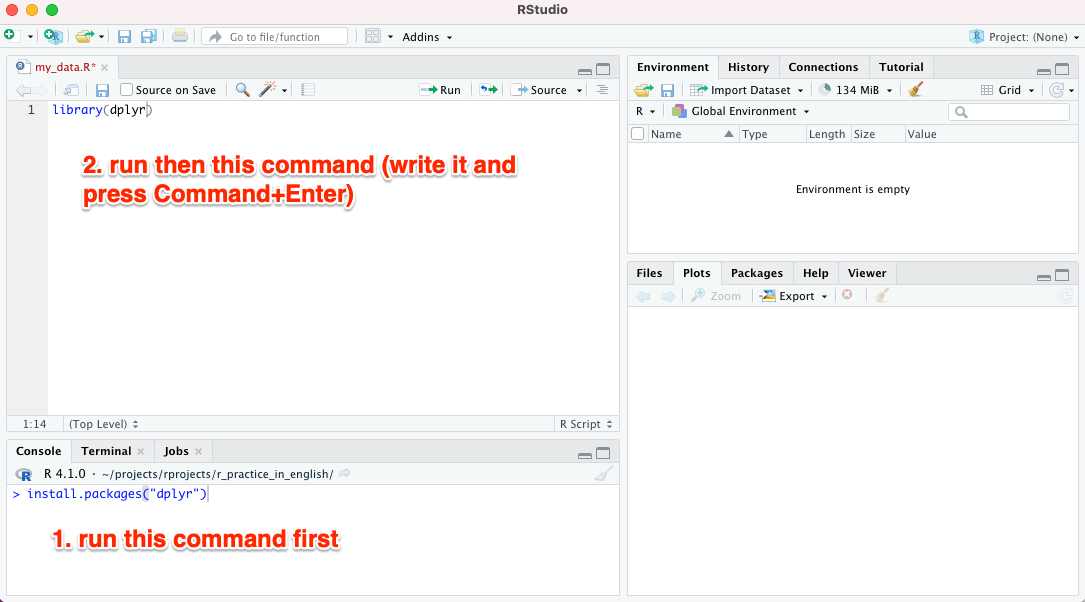 RStudio
Go to file/function
Addins
Project: (None)
my_data.R*
Source on Save
Run
Source
1 library(dplyr)
2. run then this command (write it and
press Command+Enter)
1:14 (Top Level) R Script
Console Terminal Jobs
R 4.1.0 · ~/projects/rprojects/r_practice_in_english/
> install.packages("dplyr")
1. run this command first
Environment History Connections Tutorial
Import Dataset 134 MiB Grid
R Global Environment
Name Type Length Size Value
Environment is empty
Files Plots Packages Help Viewer
Zoom Export